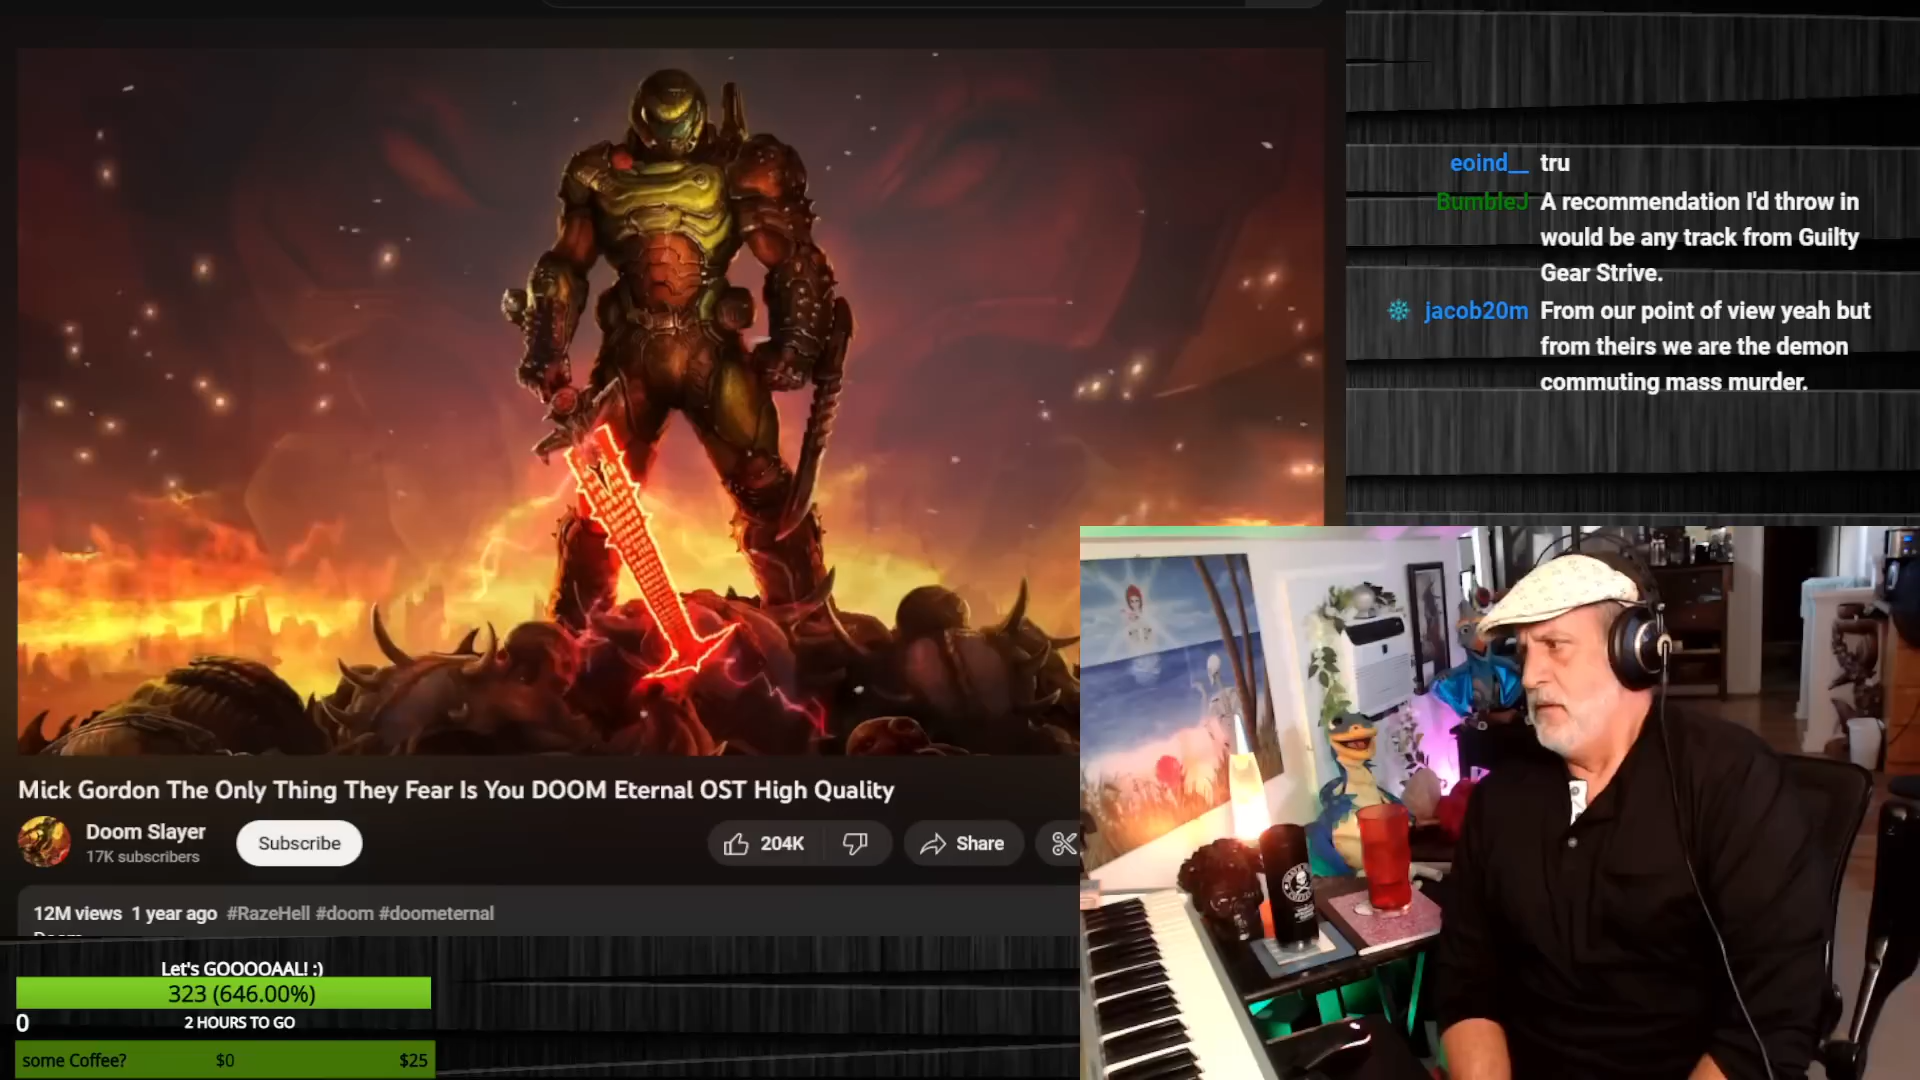 eoind__ tru
BumbleJ A recommendation I'd throw in
would be any track from Guilty
Gear Strive.
jacob20m From our point of view yeah but
from theirs we are the demon
commuting mass murder.
Mick Gordon The Only Thing They Fear Is You DOOM Eternal OST High Quality
Doom Slayer
17K subscribers
Subscribe
204K
Share
12M views 1 year ago #RazeHell #doom #doometernal
Let's GOOOOAAL! :)
323 (646.00%)
0
2 HOURS TO GO
some Coffee? $0 $25